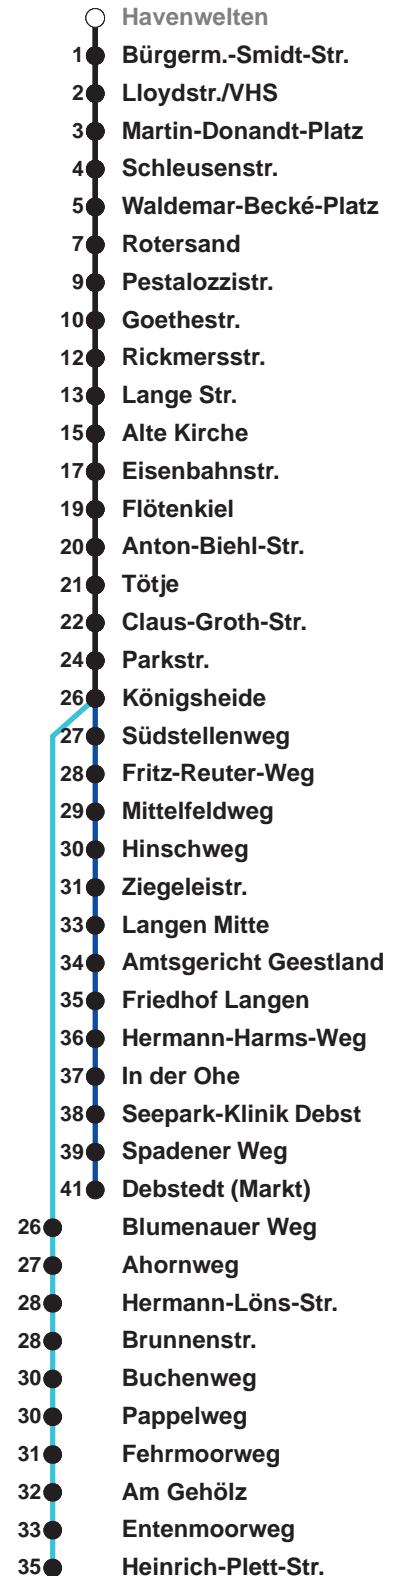 Havenwelten
1 Bürgerm.-Smidt-Str.
2 Lloydstr./VHS
3 Martin-Donandt-Platz
4 Schleusenstr.
5 Waldemar-Becké-Platz
7 Rotersand
9 Pestalozzistr.
10 Goethestr.
12 Rickmersstr.
13 Lange Str.
15 Alte Kirche
17 Eisenbahnstr.
19 Flötenkiel
20 Anton-Biehl-Str.
21 Tötje
22 Claus-Groth-Str.
24 Parkstr.
26 Königsheide
27 Südstellenweg
28 Fritz-Reuter-Weg
29 Mittelfeldweg
30 Hinschweg
31 Ziegeleistr.
33 Langen Mitte
34 Amtsgericht Geestland
35 Friedhof Langen
36 Hermann-Harms-Weg
37 In der Ohe
38 Seepark-Klinik Debst
39 Spadener Weg
41 Debstedt (Markt)
26 Blumenauer Weg
27 Ahornweg
28 Hermann-Löns-Str.
28 Brunnenstr.
30 Buchenweg
30 Pappelweg
31 Fehrmoorweg
32 Am Gehölz
33 Entenmoorweg
35 Heinrich-Plett-Str.